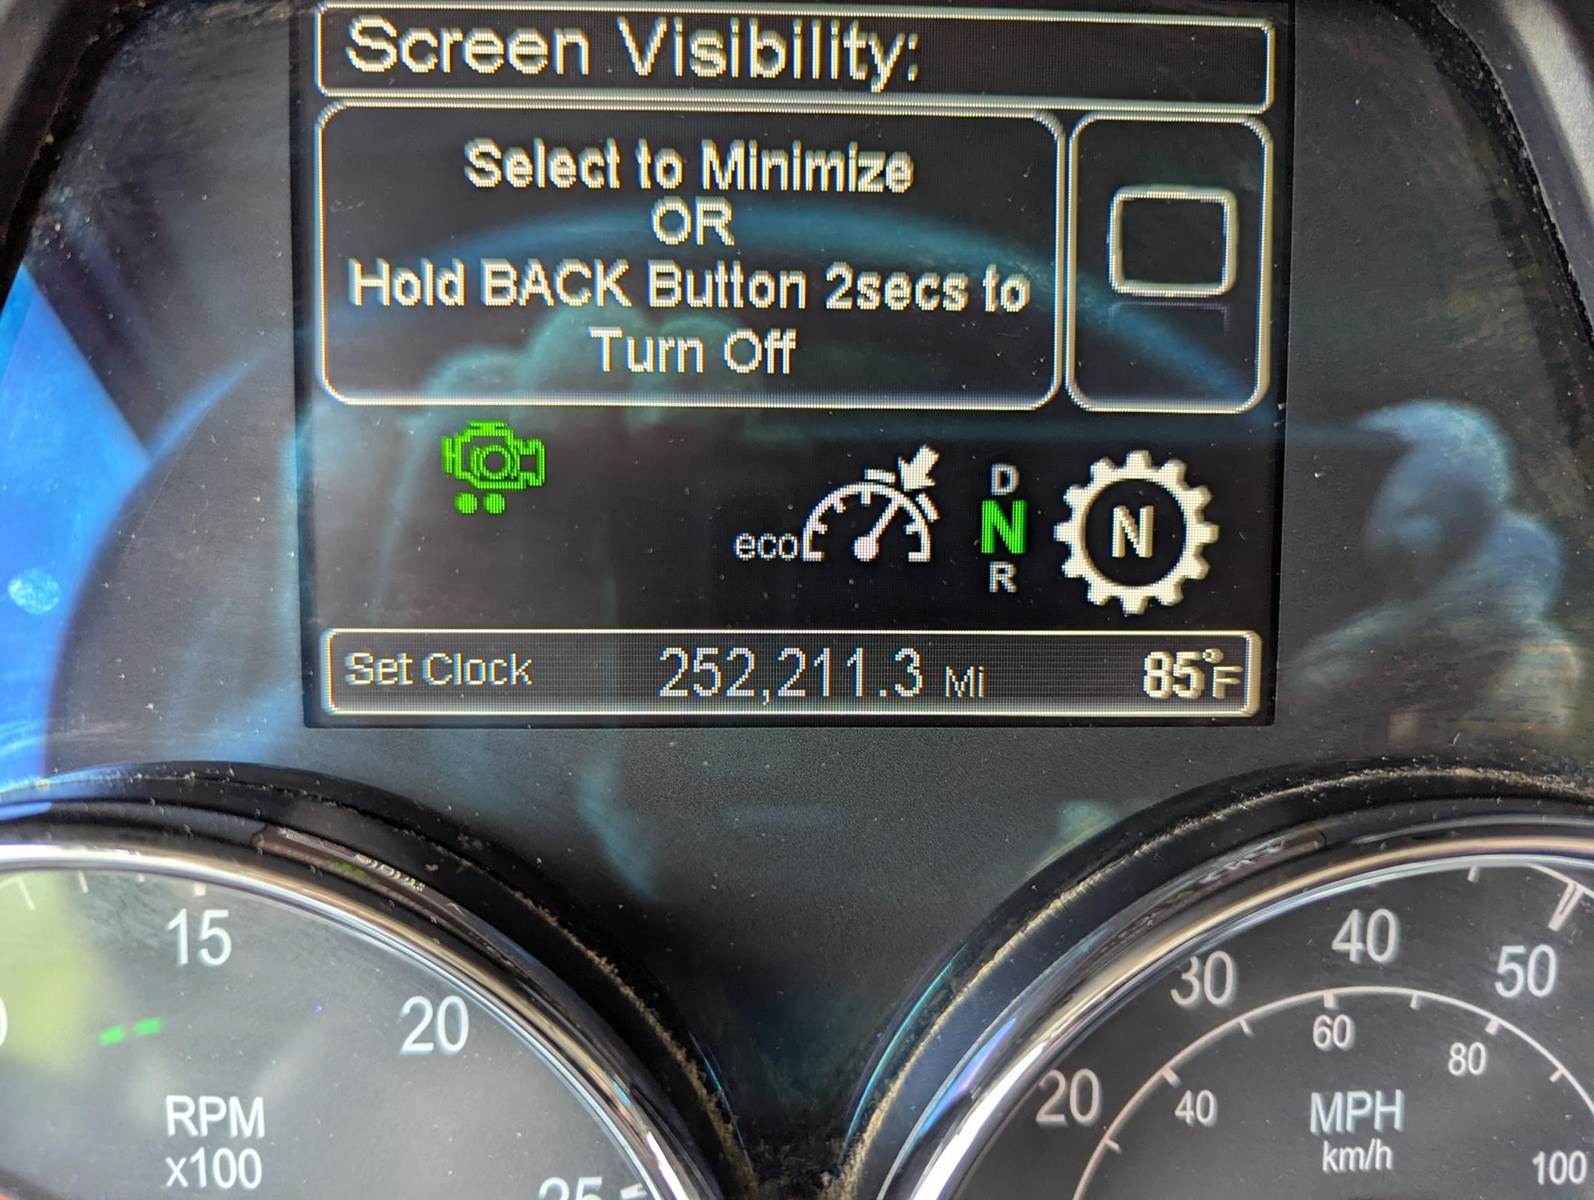 Screen Visibility:
Select to Minimize
OR
Hold BACK Button 2secs to
Turn Off
eco
D
N
R
N
Set Clock 252,211.3 Mi 85°F
15
20
25
RPM
x100
20
30
40
50
40
60
80
100
MPH
km/h